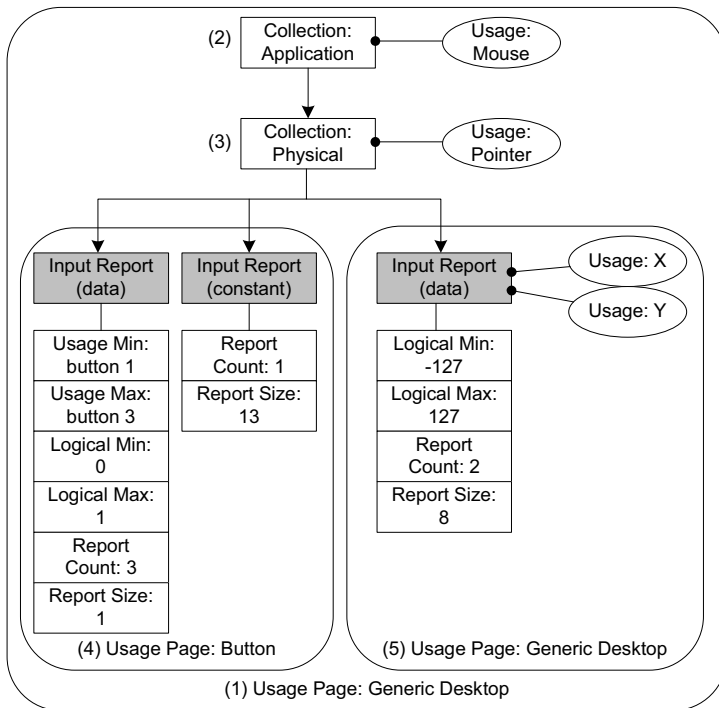 (2)
Collection:
Application
Usage:
Mouse
(3)
Collection:
Physical
Usage:
Pointer
Input Report
(data)
Usage Min:
button 1
Usage Max:
button 3
Logical Min:
0
Logical Max:
1
Report
Count: 3
Report Size:
1
Input Report
(constant)
Report
Count: 1
Report Size:
13
(4) Usage Page: Button
Input Report
(data)
Usage: X
Usage: Y
Logical Min:
-127
Logical Max:
127
Report
Count: 2
Report Size:
8
(5) Usage Page: Generic Desktop
(1) Usage Page: Generic Desktop